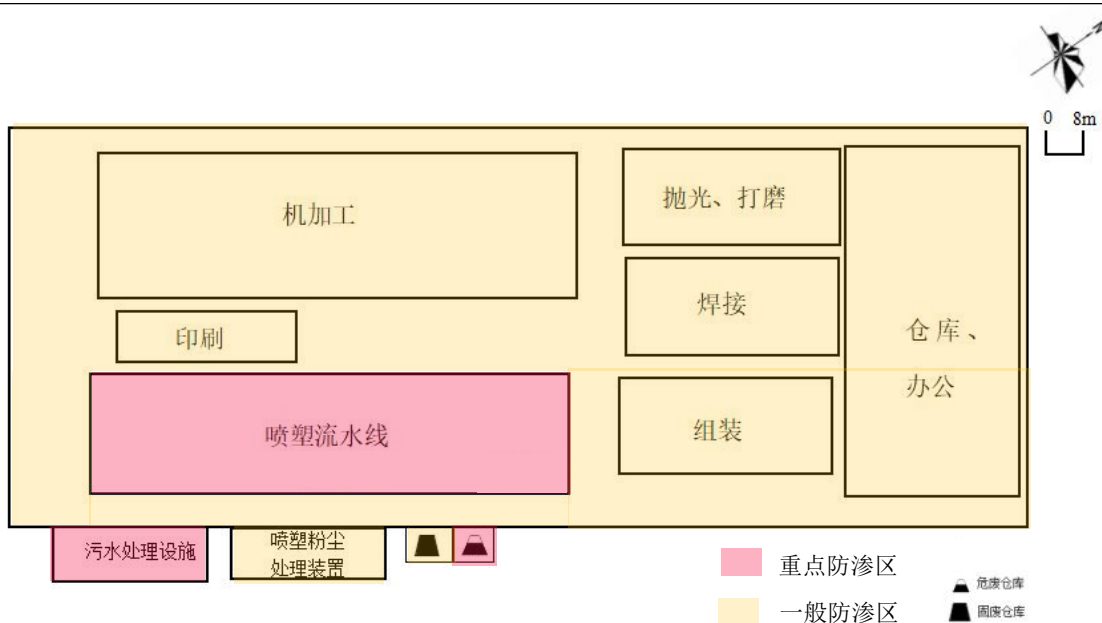 N
0 8m
机加工
抛光、打磨
焊接
仓库、
办公
印刷
喷塑流水线
组装
污水处理设施
喷塑粉尘
处理装置
重点防渗区
一般防渗区
危废仓库
固废仓库